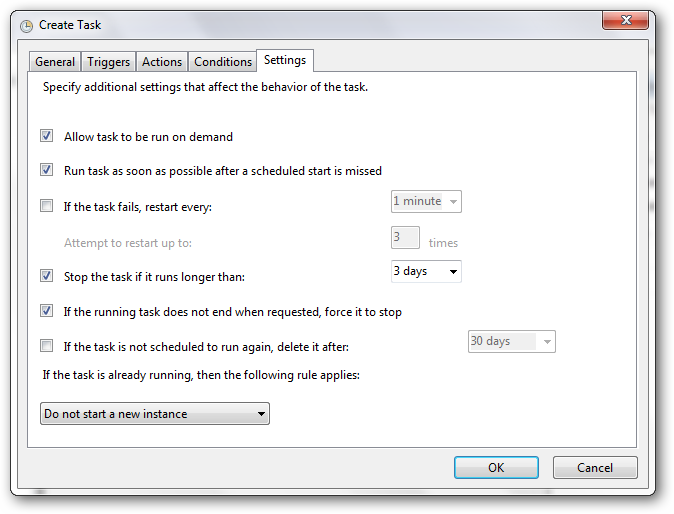 Create Task
General Triggers Actions Conditions Settings
Specify additional settings that affect the behavior of the task.
Allow task to be run on demand
Run task as soon as possible after a scheduled start is missed
If the task fails, restart every: 1 minute
Attempt to restart up to: 3 times
Stop the task if it runs longer than: 3 days
If the running task does not end when requested, force it to stop
If the task is not scheduled to run again, delete it after: 30 days
If the task is already running, then the following rule applies:
Do not start a new instance
OK Cancel